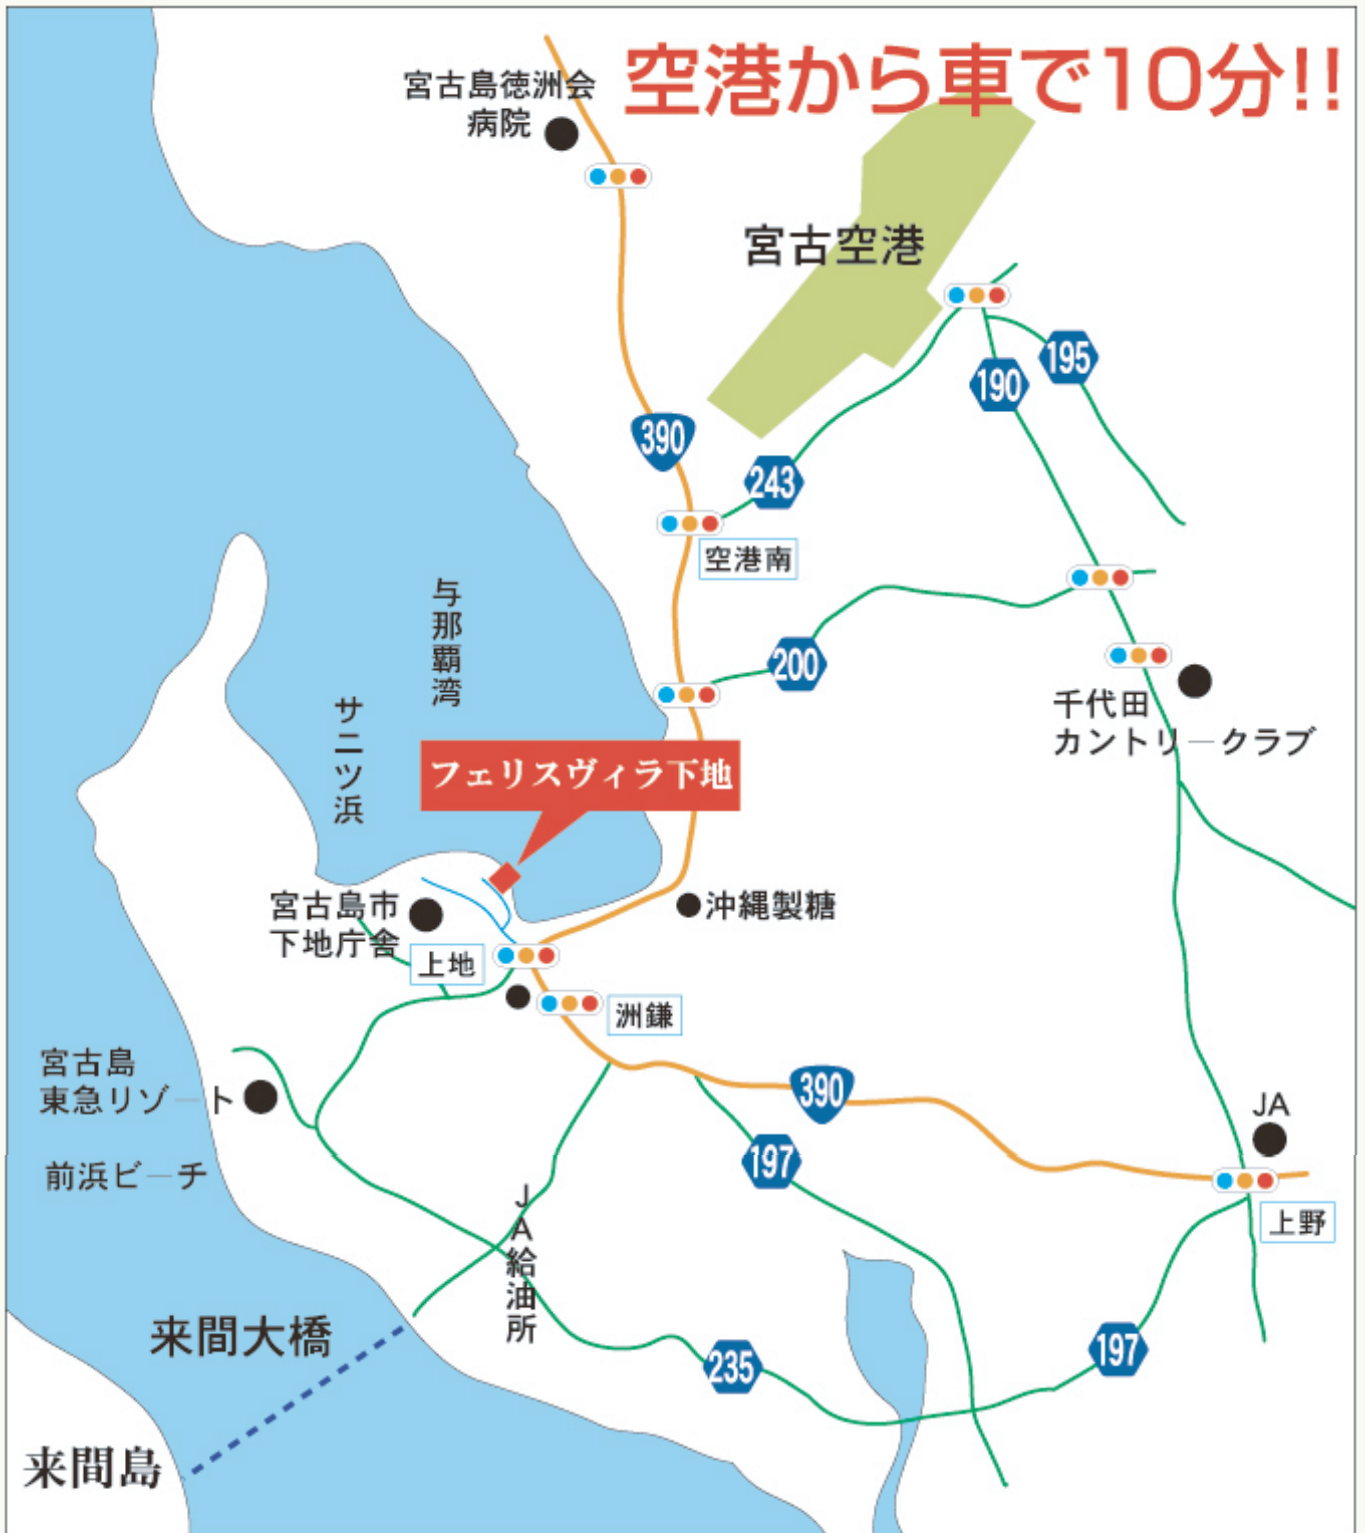 空港から車で10分!!
宮古島徳洲会
病院
宮古空港
195
190
390
243
空港南
与那覇湾
200
サニツ浜
千代田
カントリークラブ
フェリスヴィラ下地
宮古島市
下地庁舎
沖縄製糖
上地
洲鎌
宮古島
東急リゾート
390
JA
197
前浜ビーチ
JA給油所
上野
来間大橋
235
197
来間島